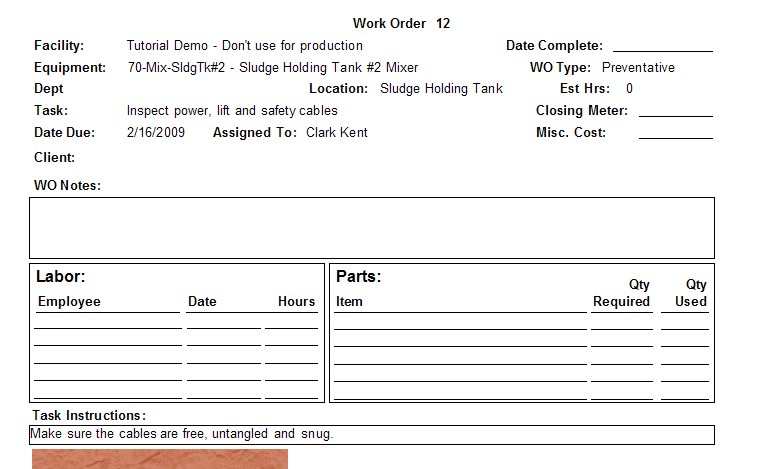 Work Order 12
Facility: Tutorial Demo - Don't use for production Date Complete:
Equipment: 70-Mix-SldgTk#2 - Sludge Holding Tank #2 Mixer WO Type: Preventative
Dept Location: Sludge Holding Tank Est Hrs: 0
Task: Inspect power, lift and safety cables Closing Meter:
Date Due: 2/16/2009 Assigned To: Clark Kent Misc. Cost:
Client:
WO Notes:
Labor:
Employee Date Hours
Parts:
Item Qty Required Qty Used
Task Instructions:
Make sure the cables are free, untangled and snug.